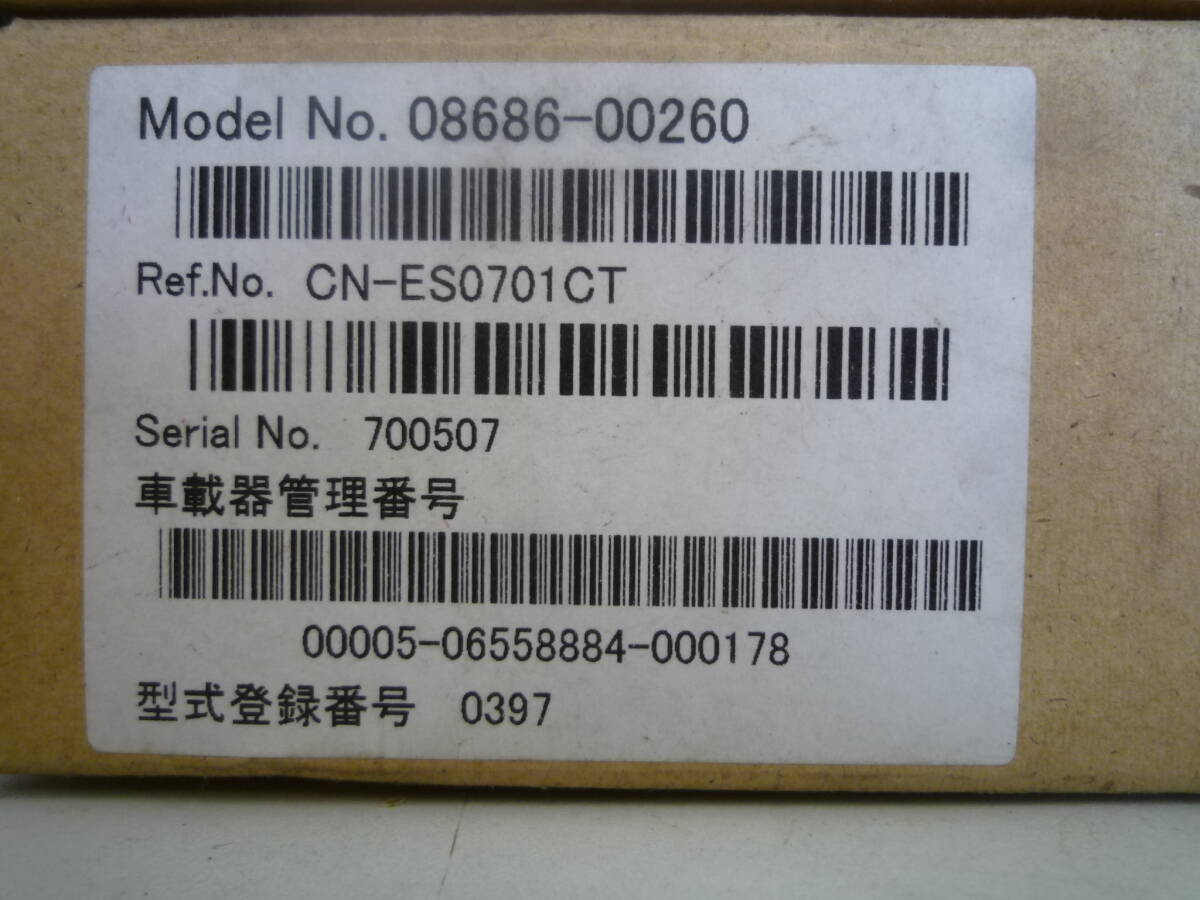 Model No. 08686-00260
Ref.No. CN-ES0701CT
Serial No. 700507
車載器管理番号
00005-06558884-000178
型式登録番号 0397